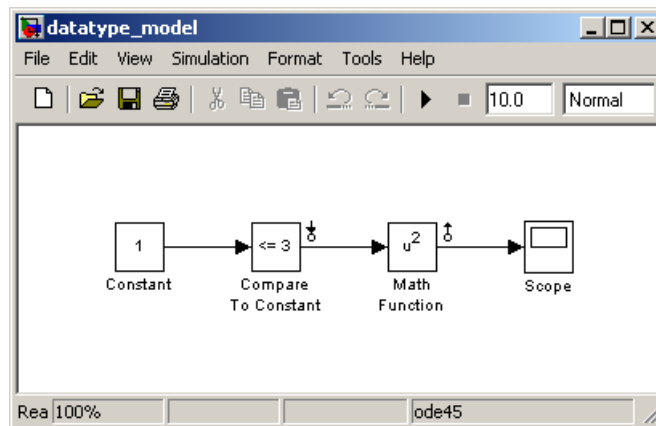 datatype_model
File Edit View Simulation Format Tools Help
10.0 Normal
1 <= 3 u²
Constant Compare Math Scope
To Constant Function
Rea 100% ode45